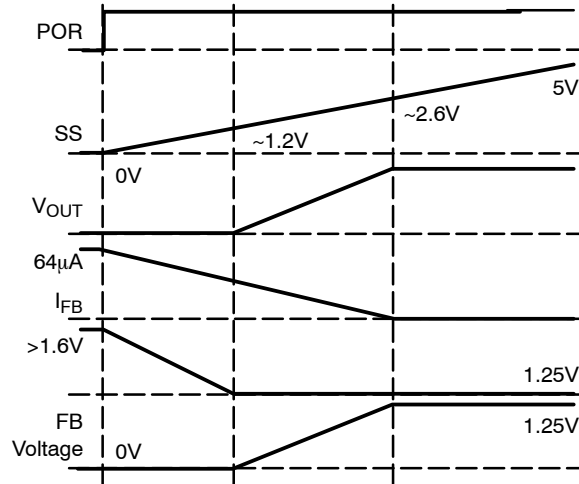 POR
5V
~2.6V
SS
~1.2V
0V
VOUT
64μA
IFB
>1.6V
1.25V
FB
1.25V
Voltage
0V